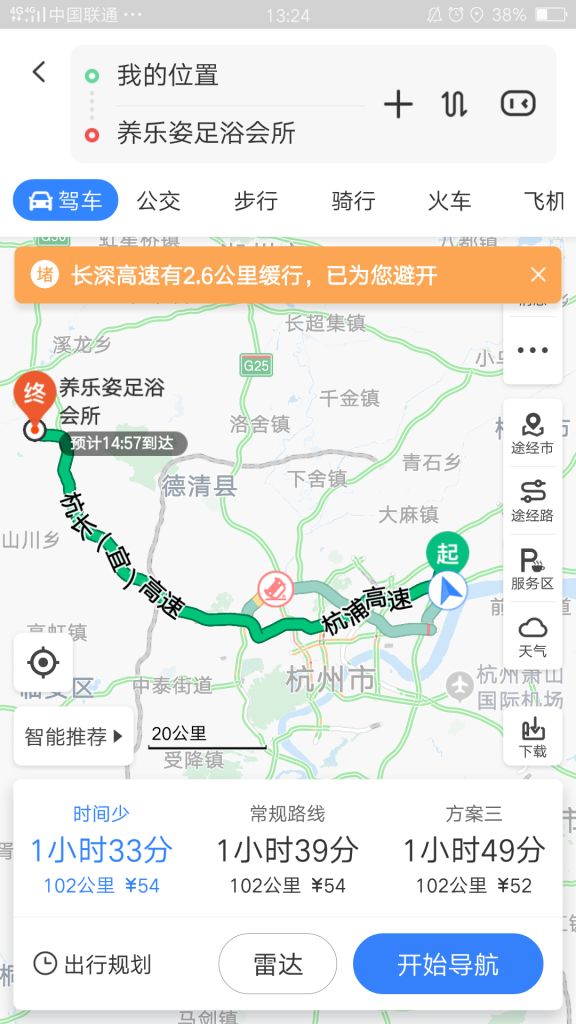 4G 4G 中国联通 ··· 13:24 38%
我的位置
养乐姿足浴会所
驾车 公交 步行 骑行 火车 飞机
堵 长深高速有2.6公里缓行，已为您避开
长超集镇
溪龙乡
G25
终 养乐姿足浴
会所
预计14:57到达
千金镇
洛舍镇
途经市
青石乡
德清县
下舍镇
途经路
大麻镇
山川乡
起
杭长（宜）高速
服务区
杭浦高速
天气
杭州市
杭州萧山
国际机场
中泰街道
临安区
智能推荐
20公里
下载
受降镇
时间少 常规路线 方案三
1小时33分 1小时39分 1小时49分
102公里 ¥54 102公里 ¥54 102公里 ¥52
出行规划 雷达 开始导航
马剑镇